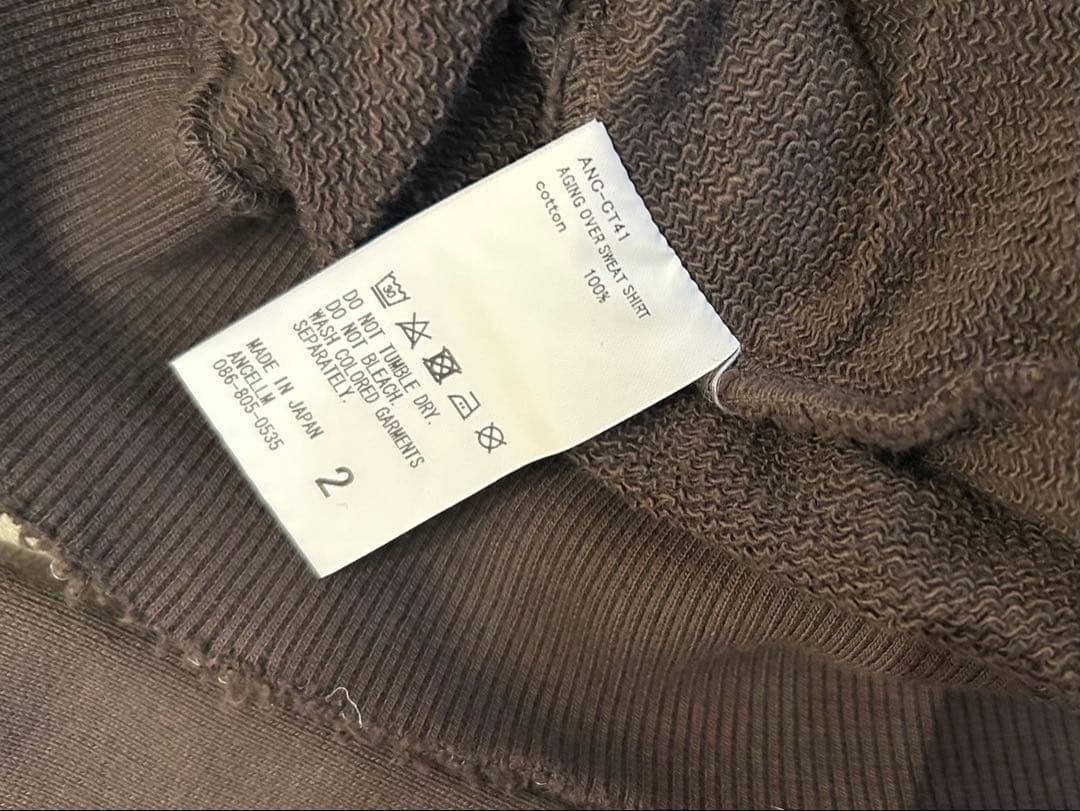 ANC-CT41
AGING OVER SWEAT SHIRT
cotton 100%
30
DO NOT TUMBLE DRY.
DO NOT BLEACH.
WASH COLORED GARMENTS
SEPARATELY.
MADE IN JAPAN
ANCELLM
086-805-0535
2